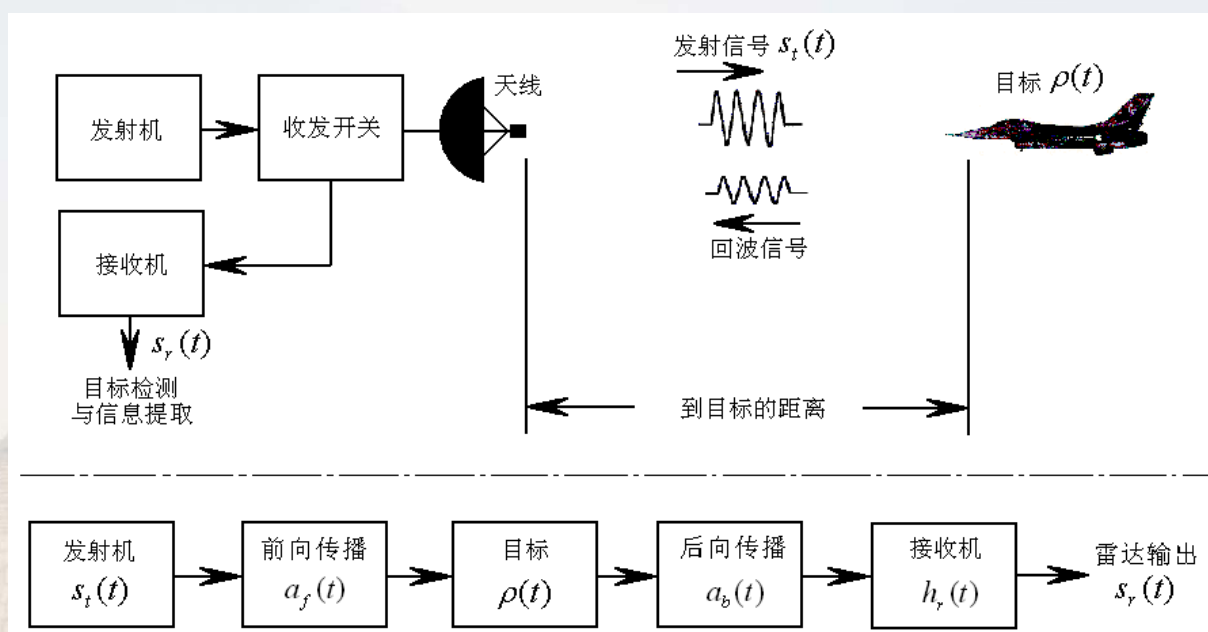 发射信号 s_t(t)
天线
目标 ρ(t)
发射机
收发开关
接收机
回波信号
s_r(t)
目标检测
与信息提取
到目标的距离
发射机
s_t(t)
前向传播
a_f(t)
目标
ρ(t)
后向传播
a_b(t)
接收机
h_r(t)
雷达输出
s_r(t)